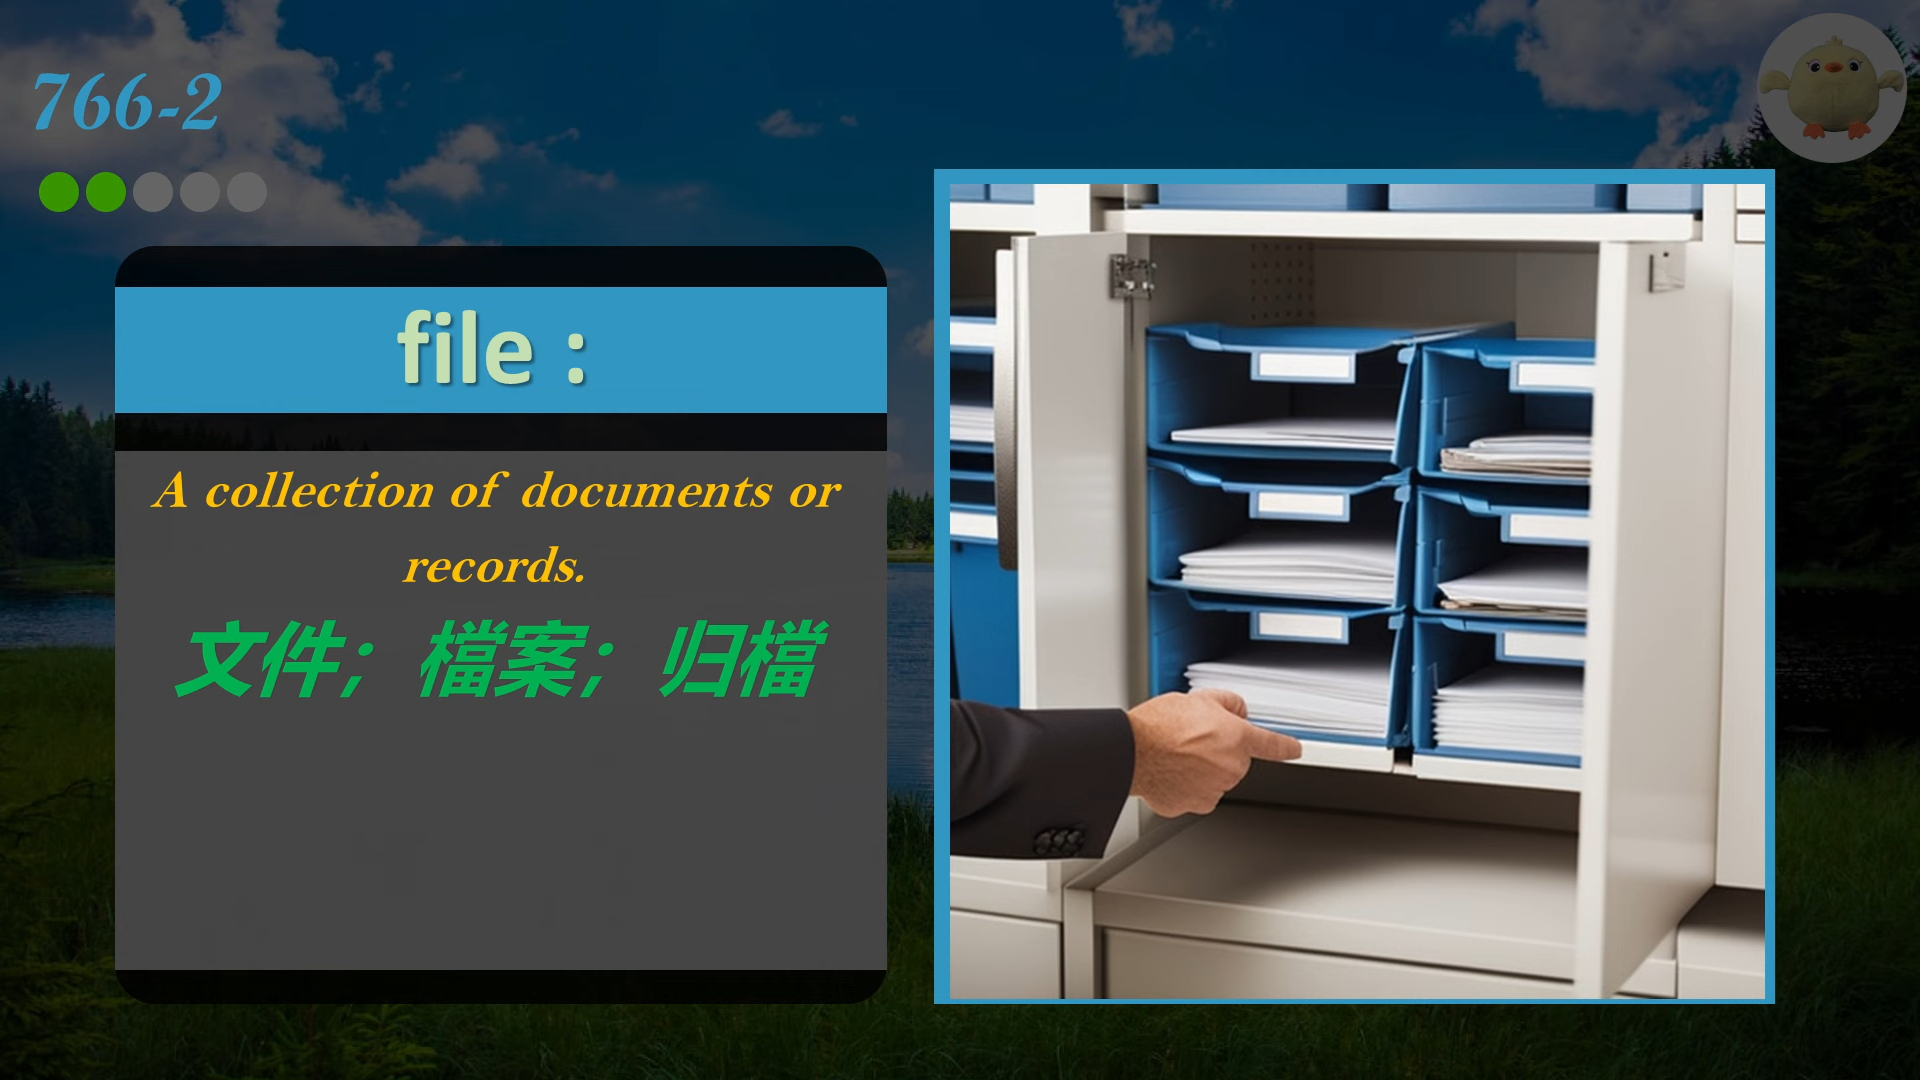 766-2
file :
A collection of documents or
records.
文件；檔案；归檔